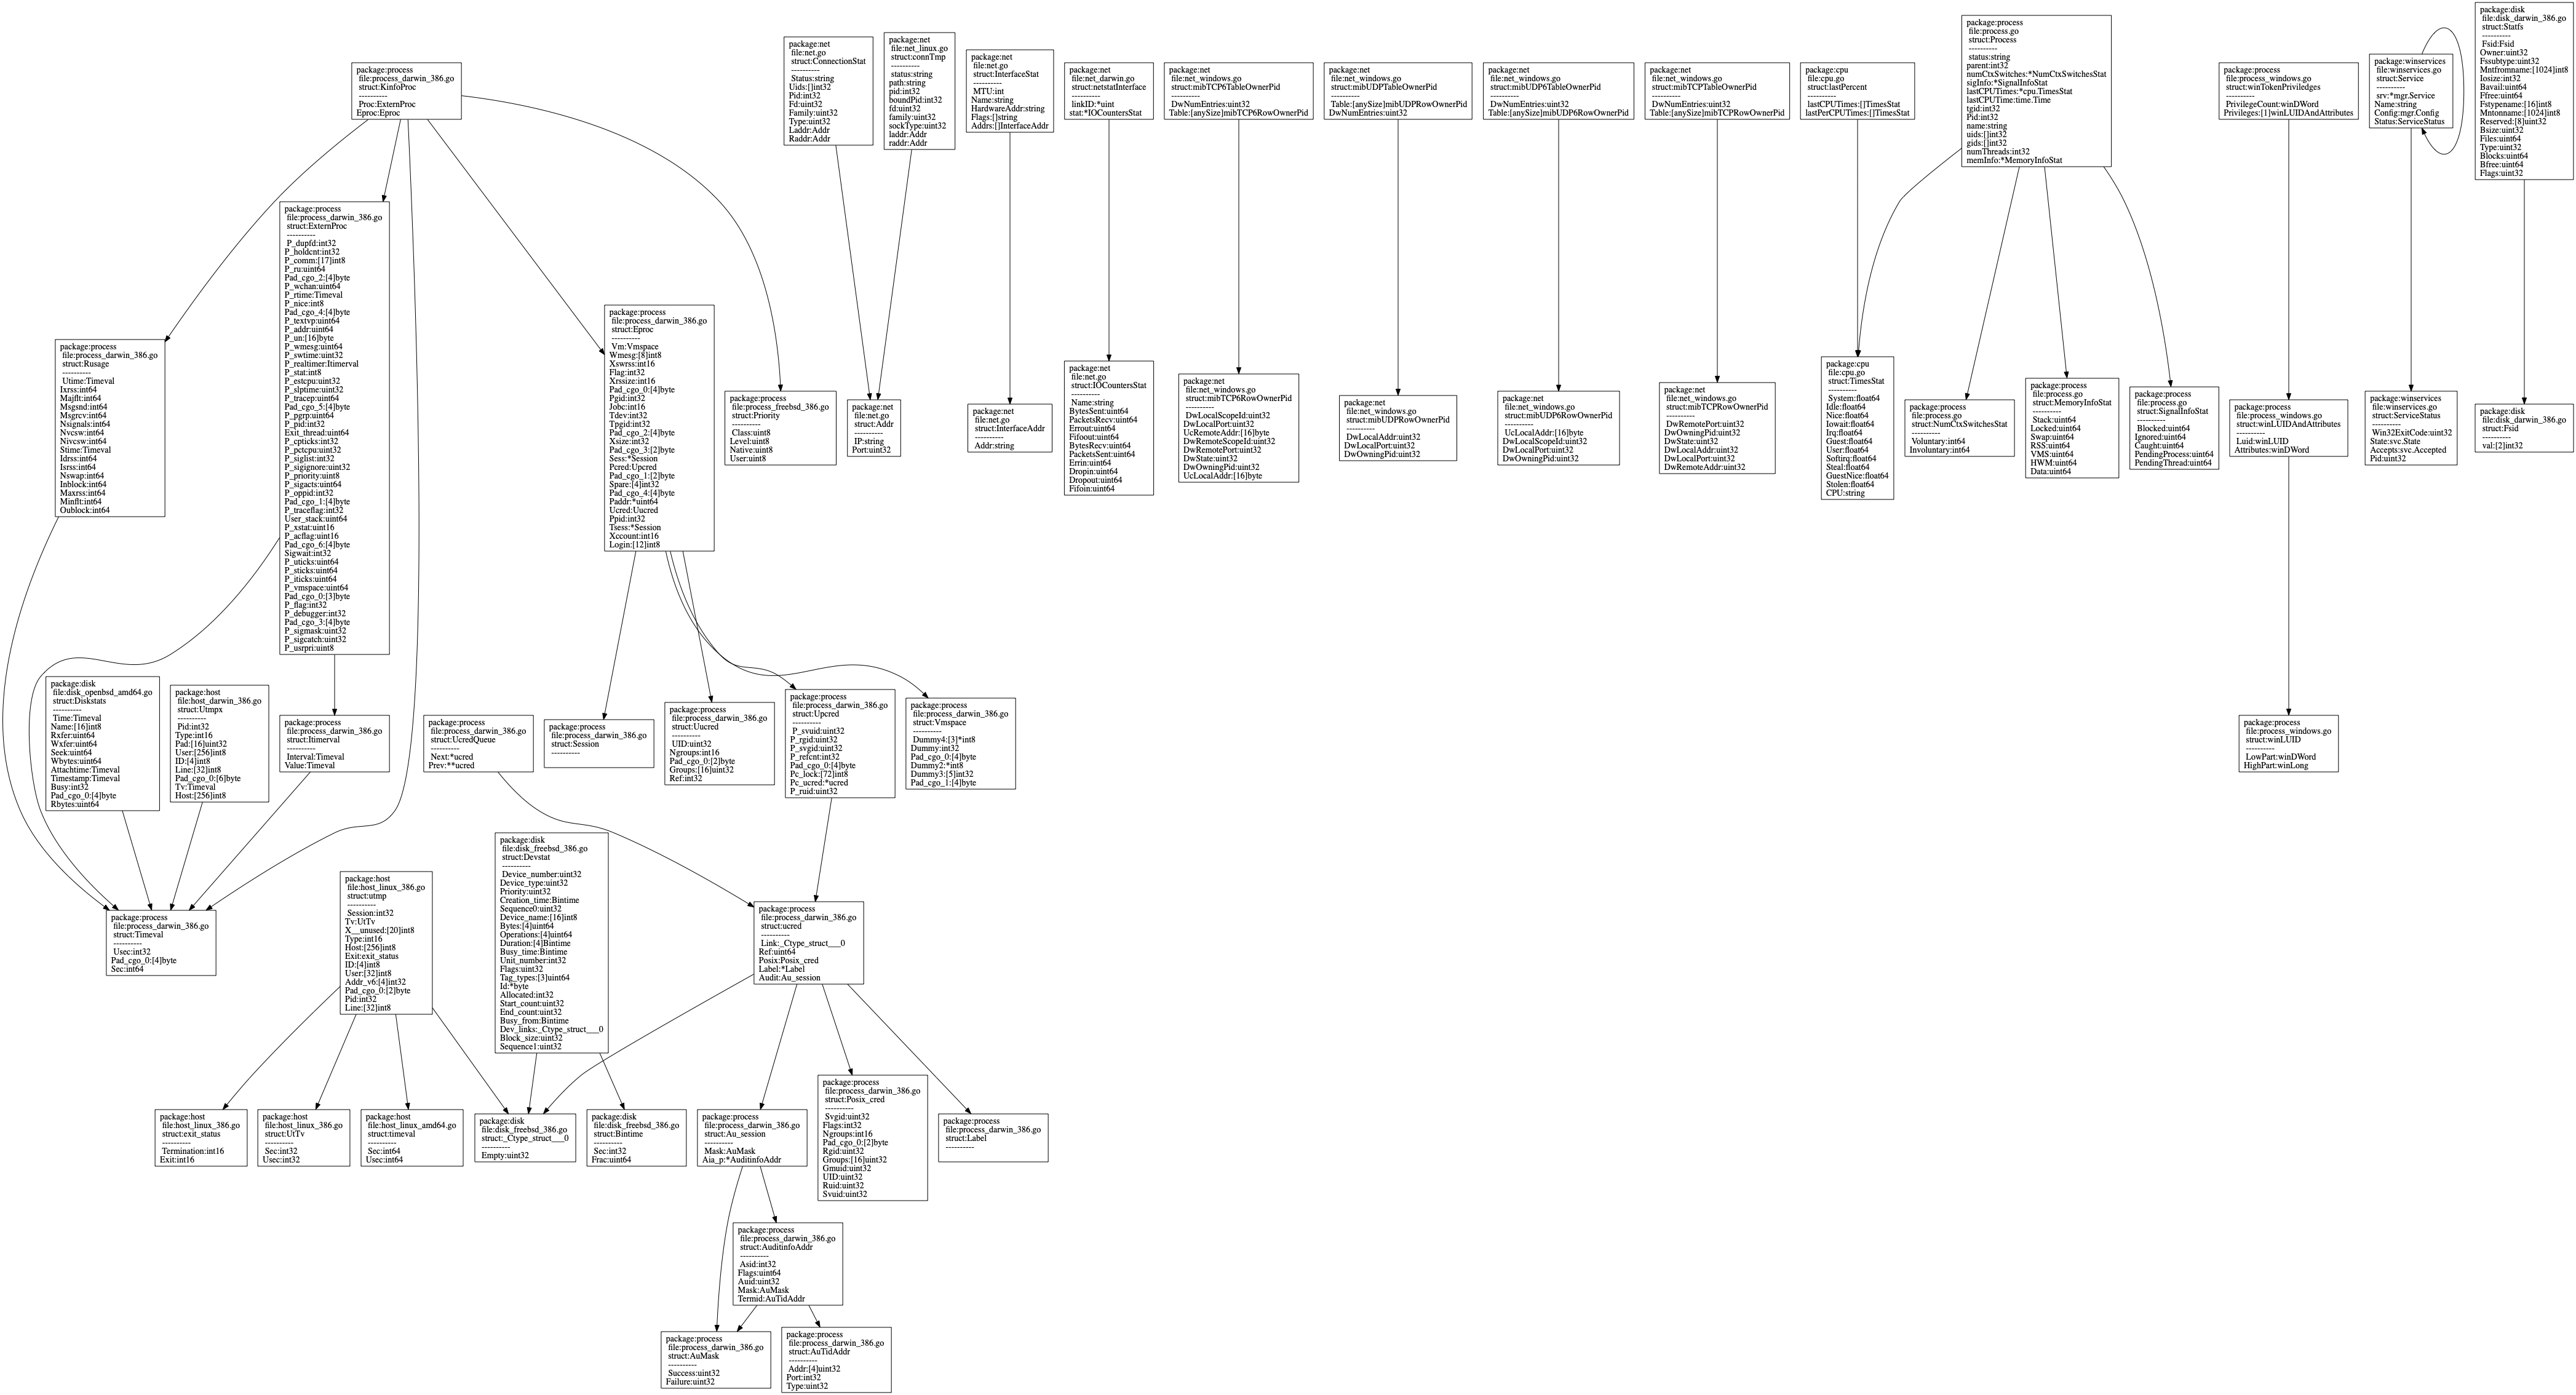 package:process
file:process_darwin_386.go
struct:KinfoProc
----------
Proc:ExternProc
Eproc:Eproc
package:net
file:net.go
struct:ConnectionStat
----------
Status:string
Uids:[]int32
Pid:int32
Fd:uint32
Family:uint32
Type:uint32
Laddr:Addr
Raddr:Addr
package:net
file:net_linux.go
struct:connTmp
----------
status:string
path:string
pid:int32
boundPid:int32
fd:uint32
family:uint32
sockType:uint32
laddr:Addr
raddr:Addr
package:net
file:net.go
struct:InterfaceStat
----------
MTU:int
Name:string
HardwareAddr:string
Flags:[]string
Addrs:[]InterfaceAddr
package:net
file:net_darwin.go
struct:netstatInterface
----------
linkID:*uint
stat:*IOCountersStat
package:net
file:net_windows.go
struct:mibTCP6TableOwnerPid
----------
DwNumEntries:uint32
Table:[anySize]mibTCP6RowOwnerPid
package:net
file:net_windows.go
struct:mibUDPTableOwnerPid
----------
Table:[anySize]mibUDPRowOwnerPid
DwNumEntries:uint32
package:net
file:net_windows.go
struct:mibUDP6TableOwnerPid
----------
DwNumEntries:uint32
Table:[anySize]mibUDP6RowOwnerPid
package:net
file:net_windows.go
struct:mibTCPTableOwnerPid
----------
DwNumEntries:uint32
Table:[anySize]mibTCPRowOwnerPid
package:cpu
file:cpu.go
struct:lastPercent
----------
lastCPUTimes:[]TimesStat
lastPerCPUTimes:[]TimesStat
package:process
file:process.go
struct:Process
----------
status:string
parent:int32
numCtxSwitches:*NumCtxSwitchesStat
sigInfo:*SignalInfoStat
lastCPUTimes:*cpu.TimesStat
lastCPUTime:time.Time
tgid:int32
Pid:int32
name:string
uids:[]int32
gids:[]int32
numThreads:int32
memInfo:*MemoryInfoStat
package:process
file:process_windows.go
struct:winTokenPriviledges
----------
PrivilegeCount:winDWord
Privileges:[1]winLUIDAndAttributes
package:winservices
file:winservices.go
struct:Service
----------
srv:*mgr.Service
Name:string
Config:mgr.Config
Status:ServiceStatus
package:disk
file:disk_darwin_386.go
struct:Statfs
----------
Fsid:Fsid
Owner:uint32
Fssubtype:uint32
Mntfromname:[1024]int8
Iosize:int32
Bavail:uint64
Ffree:uint64
Fstypename:[16]int8
Mntonname:[1024]int8
Reserved:[8]uint32
Bsize:uint32
Files:uint64
Type:uint32
Blocks:uint64
Bfree:uint64
Flags:uint32
package:process
file:process_darwin_386.go
struct:ExternProc
----------
P_dupfd:int32
P_holdcnt:int32
P_comm:[17]int8
P_ru:uint64
Pad_cgo_2:[4]byte
P_wchan:uint64
P_rtime:Timeval
P_nice:int8
Pad_cgo_4:[4]byte
P_textvp:uint64
P_addr:uint64
P_un:[16]byte
P_wmesg:uint64
P_swtime:uint32
P_realtimer:Itimerval
P_stat:int8
P_estcpu:uint32
P_slptime:uint32
P_tracep:uint64
Pad_cgo_5:[4]byte
P_pgrp:uint64
P_pid:int32
Exit_thread:uint64
P_cpticks:int32
P_pctcpu:uint32
P_siglist:int32
P_sigignore:uint32
P_priority:uint8
P_sigacts:uint64
P_oppid:int32
Pad_cgo_1:[4]byte
P_traceflag:int32
User_stack:uint64
P_xstat:uint16
P_acflag:uint16
Pad_cgo_6:[4]byte
Sigwait:int32
P_uticks:uint64
P_sticks:uint64
P_iticks:uint64
P_vmspace:uint64
Pad_cgo_0:[3]byte
P_flag:int32
P_debugger:int32
Pad_cgo_3:[4]byte
P_sigmask:uint32
P_sigcatch:uint32
P_usrpri:uint8
package:process
file:process_darwin_386.go
struct:Rusage
----------
Utime:Timeval
Ixrss:int64
Majflt:int64
Msgsnd:int64
Msgrcv:int64
Nsignals:int64
Nvcsw:int64
Nivcsw:int64
Stime:Timeval
Idrss:int64
Isrss:int64
Nswap:int64
Inblock:int64
Maxrss:int64
Minflt:int64
Oublock:int64
package:process
file:process_darwin_386.go
struct:Eproc
----------
Vm:Vmspace
Wmesg:[8]int8
Xswrss:int16
Flag:int32
Xrssize:int16
Pad_cgo_0:[4]byte
Pgid:int32
Jobc:int16
Tdev:int32
Tpgid:int32
Pad_cgo_2:[4]byte
Xsize:int32
Pad_cgo_3:[2]byte
Sess:*Session
Pcred:Upcred
Pad_cgo_1:[2]byte
Spare:[4]int32
Pad_cgo_4:[4]byte
Paddr:*uint64
Ucred:Uucred
Ppid:int32
Tsess:*Session
Xccount:int16
Login:[12]int8
package:process
file:process_freebsd_386.go
struct:Priority
----------
Class:uint8
Level:uint8
Native:uint8
User:uint8
package:net
file:net.go
struct:Addr
----------
IP:string
Port:uint32
package:net
file:net.go
struct:InterfaceAddr
----------
Addr:string
package:net
file:net.go
struct:IOCountersStat
----------
Name:string
BytesSent:uint64
PacketsRecv:uint64
Errout:uint64
Fifoout:uint64
BytesRecv:uint64
PacketsSent:uint64
Errin:uint64
Dropin:uint64
Dropout:uint64
Fifoin:uint64
package:net
file:net_windows.go
struct:mibTCP6RowOwnerPid
----------
DwLocalScopeId:uint32
DwLocalPort:uint32
UcRemoteAddr:[16]byte
DwRemoteScopeId:uint32
DwRemotePort:uint32
DwState:uint32
DwOwningPid:uint32
UcLocalAddr:[16]byte
package:net
file:net_windows.go
struct:mibUDPRowOwnerPid
----------
DwLocalAddr:uint32
DwLocalPort:uint32
DwOwningPid:uint32
package:net
file:net_windows.go
struct:mibUDP6RowOwnerPid
----------
UcLocalAddr:[16]byte
DwLocalScopeId:uint32
DwLocalPort:uint32
DwOwningPid:uint32
package:net
file:net_windows.go
struct:mibTCPRowOwnerPid
----------
DwRemotePort:uint32
DwOwningPid:uint32
DwState:uint32
DwLocalAddr:uint32
DwLocalPort:uint32
DwRemoteAddr:uint32
package:cpu
file:cpu.go
struct:TimesStat
----------
System:float64
Idle:float64
Nice:float64
Iowait:float64
Irq:float64
Guest:float64
User:float64
Softirq:float64
Steal:float64
GuestNice:float64
Stolen:float64
CPU:string
package:process
file:process.go
struct:NumCtxSwitchesStat
----------
Voluntary:int64
Involuntary:int64
package:process
file:process.go
struct:MemoryInfoStat
----------
Stack:uint64
Locked:uint64
Swap:uint64
RSS:uint64
VMS:uint64
HWM:uint64
Data:uint64
package:process
file:process.go
struct:SignalInfoStat
----------
Blocked:uint64
Ignored:uint64
Caught:uint64
PendingProcess:uint64
PendingThread:uint64
package:process
file:process_windows.go
struct:winLUIDAndAttributes
----------
Luid:winLUID
Attributes:winDWord
package:winservices
file:winservices.go
struct:ServiceStatus
----------
Win32ExitCode:uint32
State:svc.State
Accepts:svc.Accepted
Pid:uint32
package:disk
file:disk_darwin_386.go
struct:Fsid
----------
val:[2]int32
package:disk
file:disk_openbsd_amd64.go
struct:Diskstats
----------
Time:Timeval
Name:[16]int8
Rxfer:uint64
Wxfer:uint64
Seek:uint64
Wbytes:uint64
Attachtime:Timeval
Timestamp:Timeval
Busy:int32
Pad_cgo_0:[4]byte
Rbytes:uint64
package:host
file:host_darwin_386.go
struct:Utmpx
----------
Pid:int32
Type:int16
Pad:[16]uint32
User:[256]int8
ID:[4]int8
Line:[32]int8
Pad_cgo_0:[6]byte
Tv:Timeval
Host:[256]int8
package:process
file:process_darwin_386.go
struct:Itimerval
----------
Interval:Timeval
Value:Timeval
package:process
file:process_darwin_386.go
struct:UcredQueue
----------
Next:*ucred
Prev:**ucred
package:process
file:process_darwin_386.go
struct:Session
----------
package:process
file:process_darwin_386.go
struct:Uucred
----------
UID:uint32
Ngroups:int16
Pad_cgo_0:[2]byte
Groups:[16]uint32
Ref:int32
package:process
file:process_darwin_386.go
struct:Upcred
----------
P_svuid:uint32
P_rgid:uint32
P_svgid:uint32
P_refcnt:int32
Pad_cgo_0:[4]byte
Pc_lock:[72]int8
Pc_ucred:*ucred
P_ruid:uint32
package:process
file:process_darwin_386.go
struct:Vmspace
----------
Dummy4:[3]*int8
Dummy:int32
Pad_cgo_0:[4]byte
Dummy2:*int8
Dummy3:[5]int32
Pad_cgo_1:[4]byte
package:process
file:process_windows.go
struct:winLUID
----------
LowPart:winDWord
HighPart:winLong
package:process
file:process_darwin_386.go
struct:Timeval
----------
Usec:int32
Pad_cgo_0:[4]byte
Sec:int64
package:host
file:host_linux_386.go
struct:utmp
----------
Session:int32
Tv:UtTv
X__unused:[20]int8
Type:int16
Host:[256]int8
Exit:exit_status
ID:[4]int8
User:[32]int8
Addr_v6:[4]int32
Pad_cgo_0:[2]byte
Pid:int32
Line:[32]int8
package:disk
file:disk_freebsd_386.go
struct:Devstat
----------
Device_number:uint32
Device_type:uint32
Priority:uint32
Creation_time:Bintime
Sequence0:uint32
Device_name:[16]int8
Bytes:[4]uint64
Operations:[4]uint64
Duration:[4]Bintime
Busy_time:Bintime
Unit_number:int32
Flags:uint32
Tag_types:[3]uint64
Id:*byte
Allocated:int32
Start_count:uint32
End_count:uint32
Busy_from:Bintime
Dev_links:_Ctype_struct___0
Block_size:uint32
Sequence1:uint32
package:process
file:process_darwin_386.go
struct:ucred
----------
Link:_Ctype_struct___0
Ref:uint64
Posix:Posix_cred
Label:*Label
Audit:Au_session
package:host
file:host_linux_386.go
struct:exit_status
----------
Termination:int16
Exit:int16
package:host
file:host_linux_386.go
struct:UtTv
----------
Sec:int32
Usec:int32
package:host
file:host_linux_amd64.go
struct:timeval
----------
Sec:int64
Usec:int64
package:disk
file:disk_freebsd_386.go
struct:_Ctype_struct___0
----------
Empty:uint32
package:disk
file:disk_freebsd_386.go
struct:Bintime
----------
Sec:int32
Frac:uint64
package:process
file:process_darwin_386.go
struct:Au_session
----------
Mask:AuMask
Aia_p:*AuditinfoAddr
package:process
file:process_darwin_386.go
struct:Posix_cred
----------
Svgid:uint32
Flags:int32
Ngroups:int16
Pad_cgo_0:[2]byte
Rgid:uint32
Groups:[16]uint32
Gmuid:uint32
UID:uint32
Ruid:uint32
Svuid:uint32
package:process
file:process_darwin_386.go
struct:Label
----------
package:process
file:process_darwin_386.go
struct:AuditinfoAddr
----------
Asid:int32
Flags:uint64
Auid:uint32
Mask:AuMask
Termid:AuTidAddr
package:process
file:process_darwin_386.go
struct:AuMask
----------
Success:uint32
Failure:uint32
package:process
file:process_darwin_386.go
struct:AuTidAddr
----------
Addr:[4]uint32
Port:int32
Type:uint32